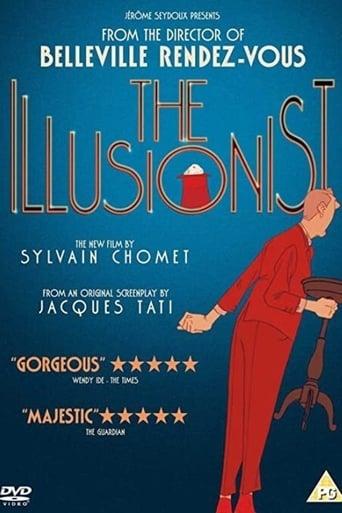 JÉRÔME SEYDOUX PRESENTS
FROM THE DIRECTOR OF
BELLEVILLE RENDEZ-VOUS
THE
ILLUSIONIST
THE NEW FILM BY
SYLVAIN CHOMET
FROM AN ORIGINAL SCREENPLAY BY
JACQUES TATI
"GORGEOUS" ★★★★★
WENDY IDE - THE TIMES
"MAJESTIC" ★★★★★
THE GUARDIAN
DVD
VIDEO
PG